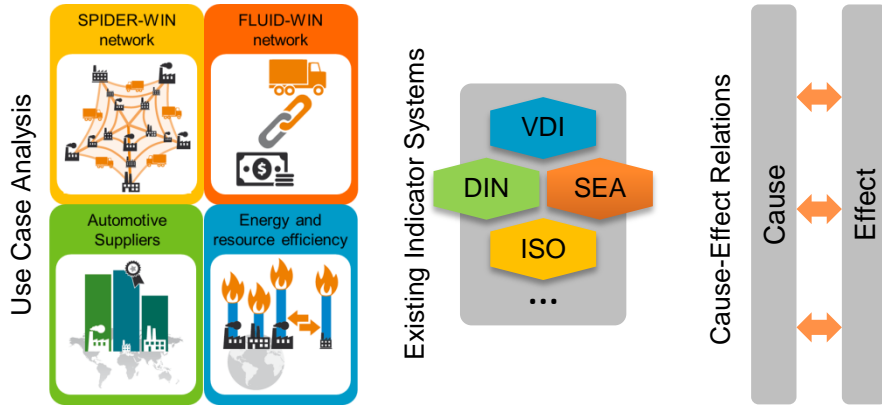 Use Case Analysis
SPIDER-WIN
network
FLUID-WIN
network
$
Automotive
Suppliers
Energy and
resource efficiency
Existing Indicator Systems
VDI
DIN
SEA
ISO
...
Cause-Effect Relations
Cause
Effect